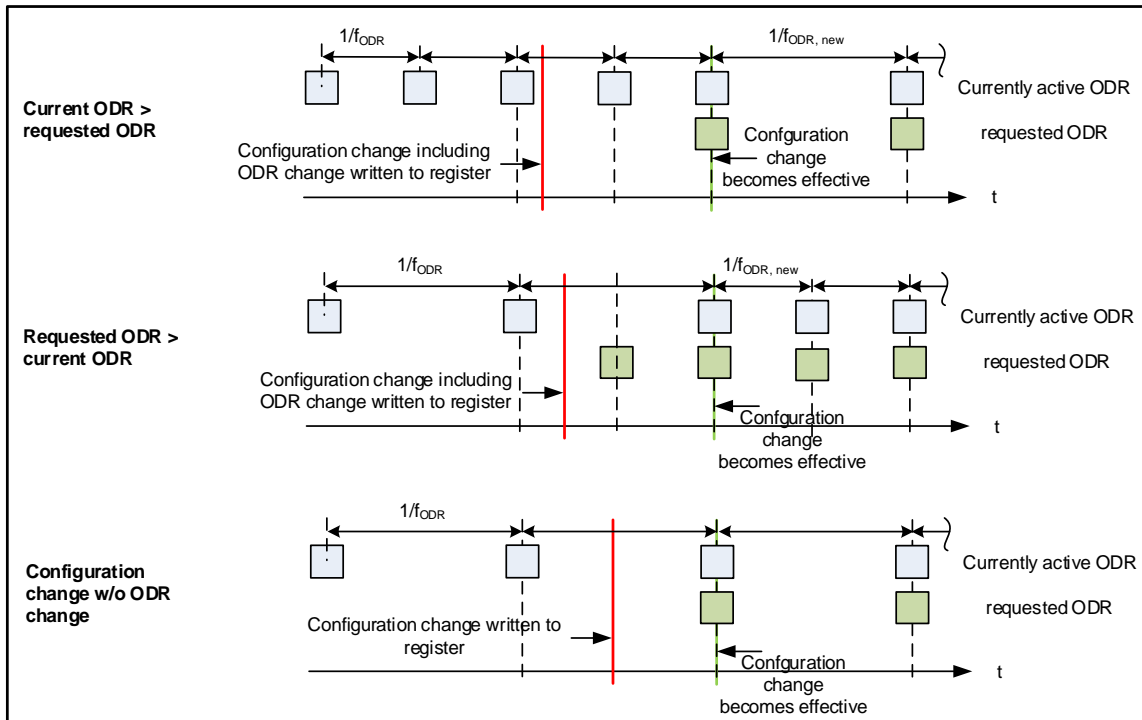 1/fODR
1/fODR, new
Current ODR >
requested ODR
Currently active ODR
requested ODR
Configuration change including
ODR change written to register
Confguration
change
becomes effective
t
1/fODR
1/fODR, new
Requested ODR >
current ODR
Currently active ODR
requested ODR
Configuration change including
ODR change written to register
Confguration
change
becomes effective
t
1/fODR
Configuration
change w/o ODR
change
Currently active ODR
requested ODR
Configuration change written to
register
Confguration
change
becomes effective
t